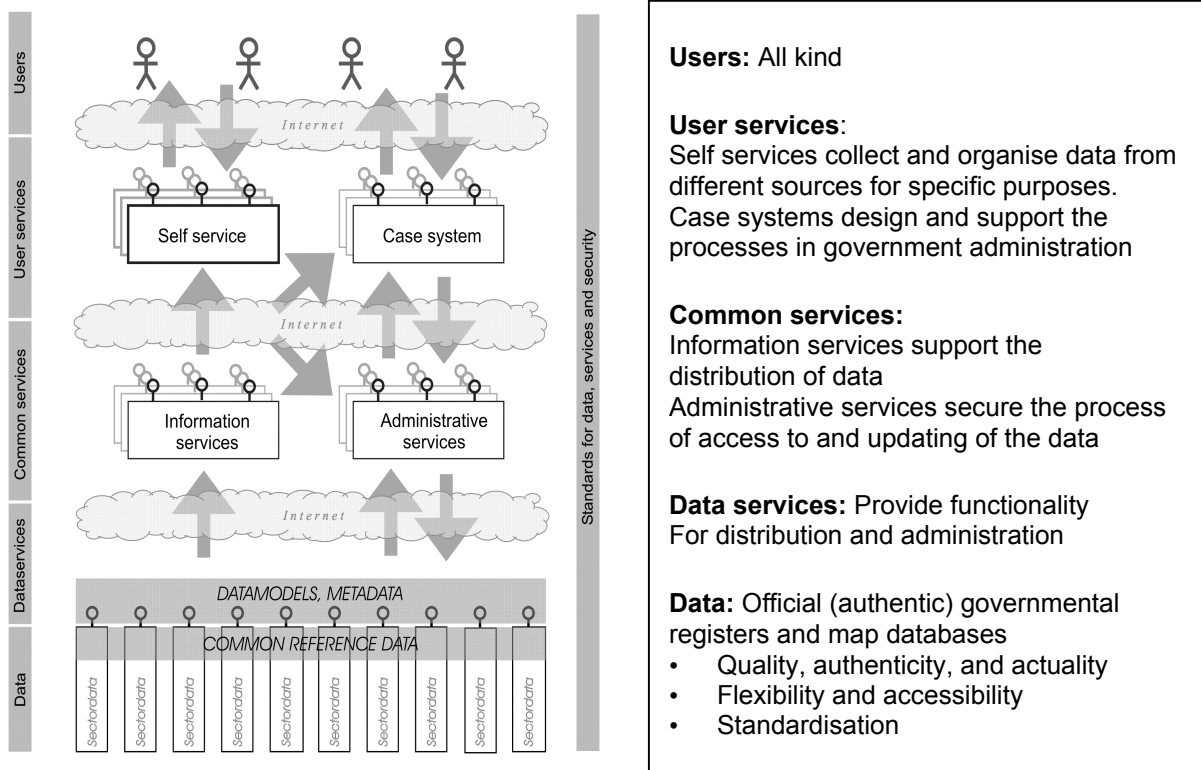 Users
User services
Common services
Dataservices
Data
Internet
Self service
Case system
Internet
Information
services
Administrative
services
Internet
DATAMODELS, METADATA
COMMON REFERENCE DATA
Sectordata
Sectordata
Sectordata
Sectordata
Sectordata
Sectordata
Sectordata
Sectordata
Sectordata
Sectordata
Standards for data, services and security
Users: All kind
User services:
Self services collect and organise data from
different sources for specific purposes.
Case systems design and support the
processes in government administration
Common services:
Information services support the
distribution of data
Administrative services secure the process
of access to and updating of the data
Data services: Provide functionality
For distribution and administration
Data: Official (authentic) governmental
registers and map databases
• Quality, authenticity, and actuality
• Flexibility and accessibility
• Standardisation